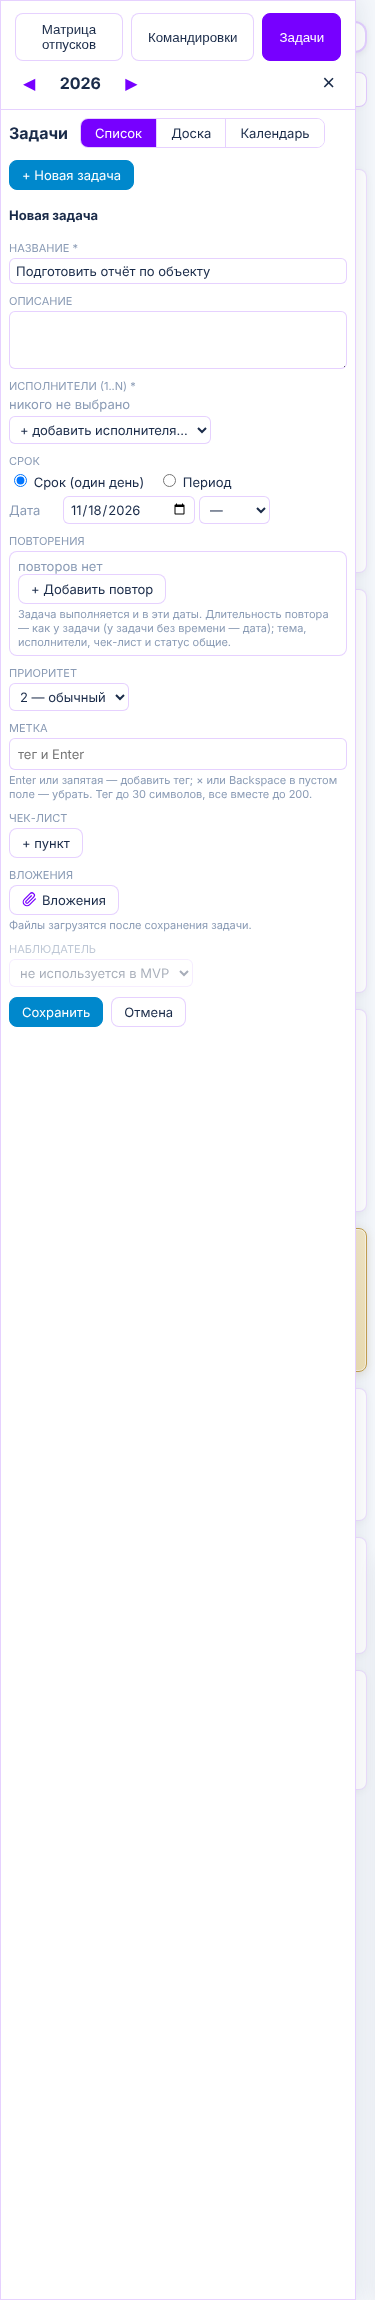 Матрица
отпусков
Командировки
Задачи
◀ 2026 ▶ ×
Задачи
Список
Доска
Календарь
+ Новая задача
Новая задача
НАЗВАНИЕ *
Подготовить отчёт по объекту
ОПИСАНИЕ
ИСПОЛНИТЕЛИ (1..N) *
никого не выбрано
+ добавить исполнителя...
СРОК
Срок (один день) Период
Дата 11/18/2026 —
ПОВТОРЕНИЯ
повторов нет
+ Добавить повтор
Задача выполняется и в эти даты. Длительность повтора
— как у задачи (у задачи без времени — дата); тема,
исполнители, чек-лист и статус общие.
ПРИОРИТЕТ
2 — обычный
МЕТКА
тег и Enter
Enter или запятая — добавить тег; × или Backspace в пустом
поле — убрать. Тег до 30 символов, все вместе до 200.
ЧЕК-ЛИСТ
+ пункт
ВЛОЖЕНИЯ
Вложения
Файлы загрузятся после сохранения задачи.
НАБЛЮДАТЕЛЬ
не используется в MVP
Сохранить
Отмена